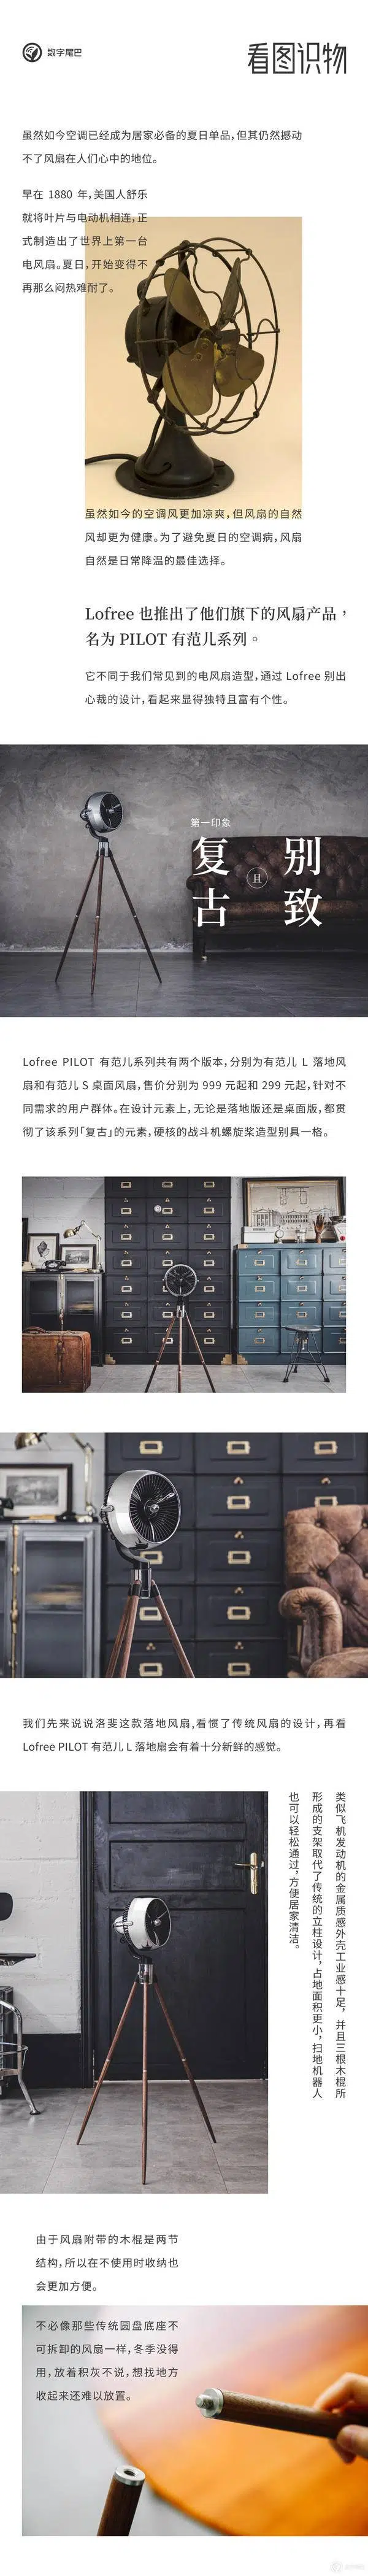 数字尾巴
看图识物
虽然如今空调已经成为居家必备的夏日单品，但其仍然撼动
不了风扇在人们心中的地位。
早在 1880 年，美国人舒乐
就将叶片与电动机相连，正
式制造出了世界上第一台
电风扇。夏日，开始变得不
再那么闷热难耐了。
虽然如今的空调风更加凉爽，但风扇的自然
风却更为健康。为了避免夏日的空调病，风扇
自然是日常降温的最佳选择。
Lofree 也推出了他们旗下的风扇产品，
名为 PILOT 有范儿系列。
它不同于我们常见到的电风扇造型，通过 Lofree 别出
心裁的设计，看起来显得独特且富有个性。
第一印象
复古
且
别致
Lofree PILOT 有范儿系列共有两个版本，分别为有范儿 L 落地风
扇和有范儿 S 桌面风扇，售价分别为 999 元起和 299 元起，针对不
同需求的用户群体。在设计元素上，无论是落地版还是桌面版，都贯
彻了该系列「复古」的元素，硬核的战斗机螺旋桨造型别具一格。
我们先来说说洛斐这款落地风扇，看惯了传统风扇的设计，再看
Lofree PILOT 有范儿 L 落地扇会有着十分新鲜的感觉。
类似飞机发动机的金属质感外壳工业感十足，并且三根木棍所
形成的支架取代了传统的立柱设计，占地面积更小，扫地机器人
也可以轻松通过，方便居家清洁。
由于风扇附带的木棍是两节
结构，所以在不使用时收纳也
会更加方便。
不必像那些传统圆盘底座不
可拆卸的风扇一样，冬季没得
用，放着积灰不说，想找地方
收起来还难以放置。